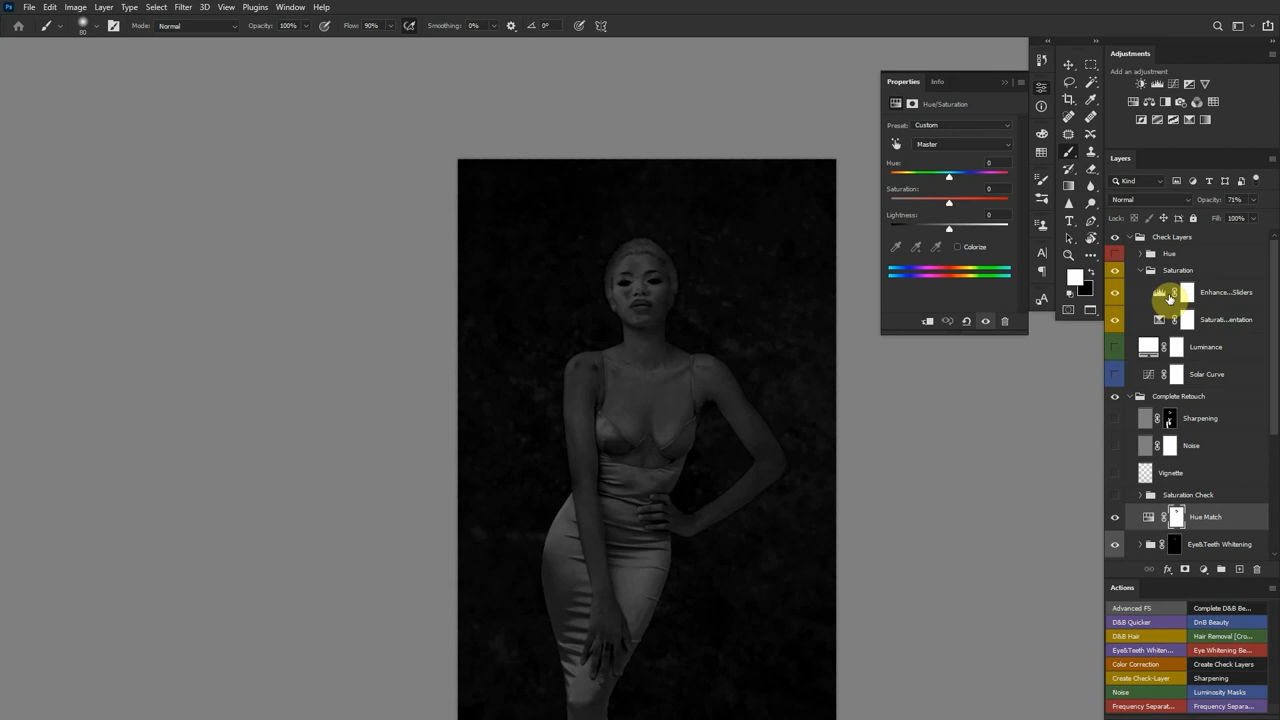 File Edit Image Layer Type Select Filter 3D View Plugins Window Help
80 Mode: Normal Opacity: 100% Flow: 90% Smoothing: 0% 0°
Properties Info
Hue/Saturation
Preset: Custom
Master
Hue: 0
Saturation: 0
Lightness: 0
Colorize
Adjustments
Add an adjustment
Layers
Kind
Normal Opacity: 71%
Lock: Fill: 100%
Check Layers
Hue
Saturation
Enhance...Sliders
Saturati...entation
Luminance
Solar Curve
Complete Retouch
Sharpening
Noise
Vignette
Saturation Check
Hue Match
Eye&Teeth Whitening
Actions
Advanced FS Complete D&B Be...
D&B Quicker DnB Beauty
D&B Hair Hair Removal [Cro...
Eye&Teeth Whiten... Eye Whitening Be...
Color Correction Create Check Layers
Create Check-Layer Sharpening
Noise Luminosity Masks
Frequency Separat... Frequency Separa...